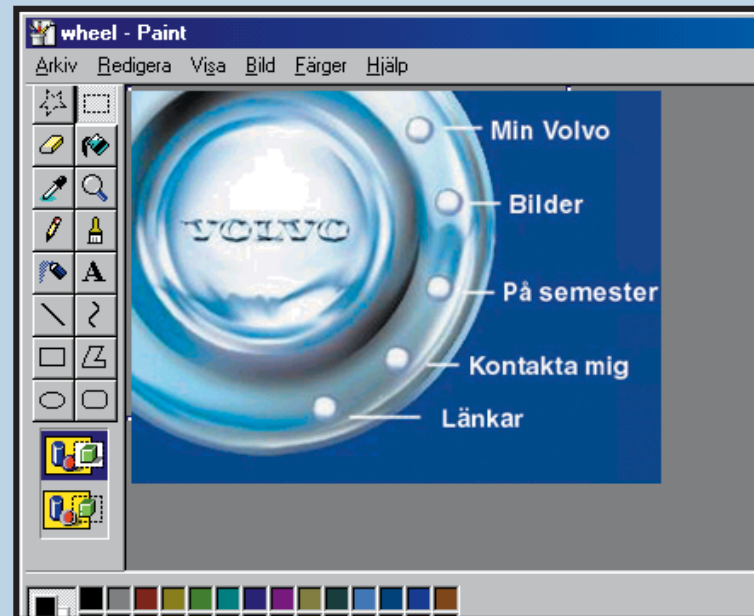 wheel - Paint
Arkiv Redigera Visa Bild Färger Hjälp
A
Min Volvo
Bilder
VOLVO
På semester
Kontakta mig
Länkar